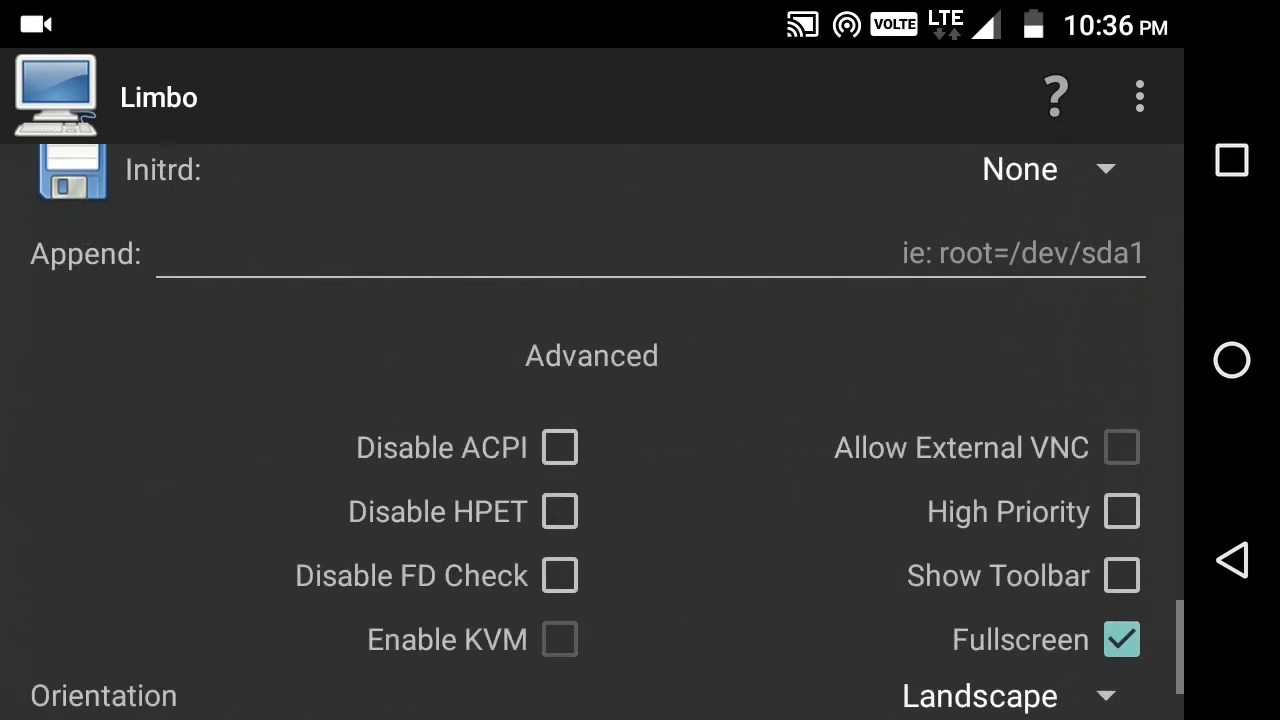 VOLTE LTE 10:36 PM
Limbo ?
Initrd: None
Append: ie: root=/dev/sda1
Advanced
Disable ACPI Allow External VNC
Disable HPET High Priority
Disable FD Check Show Toolbar
Enable KVM Fullscreen
Orientation Landscape